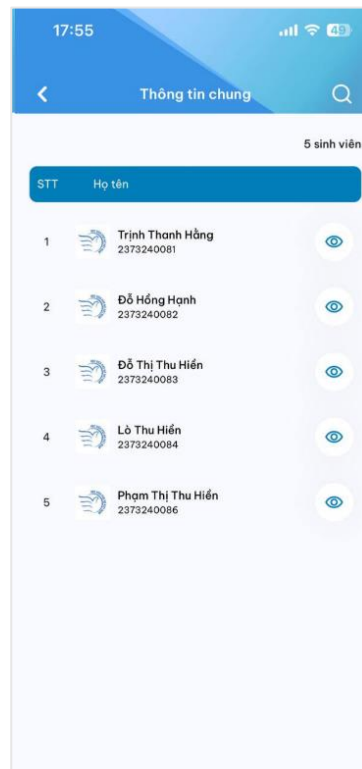 17:55
49
Thông tin chung
5 sinh viên
STT Họ tên
1 Trịnh Thanh Hằng
2373240081
2 Đỗ Hồng Hạnh
2373240082
3 Đỗ Thị Thu Hiền
2373240083
4 Lò Thu Hiền
2373240084
5 Phạm Thị Thu Hiền
2373240086